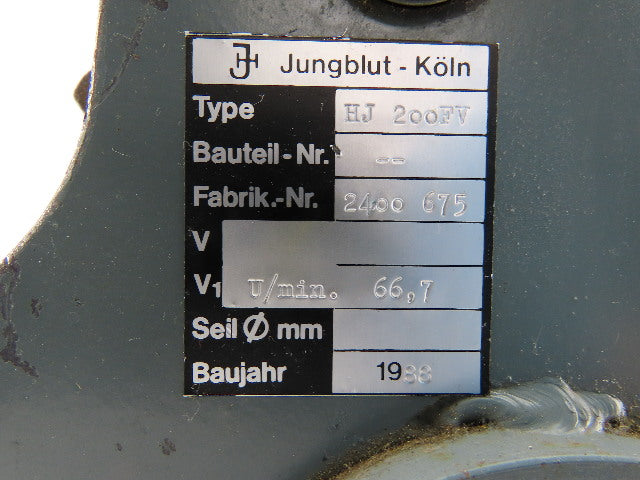 JH Jungblut - Köln
Type HJ 200FV
Bauteil-Nr. --
Fabrik.-Nr. 2400 675
V
V1 U/min. 66,7
Seil Ø mm
Baujahr 1988